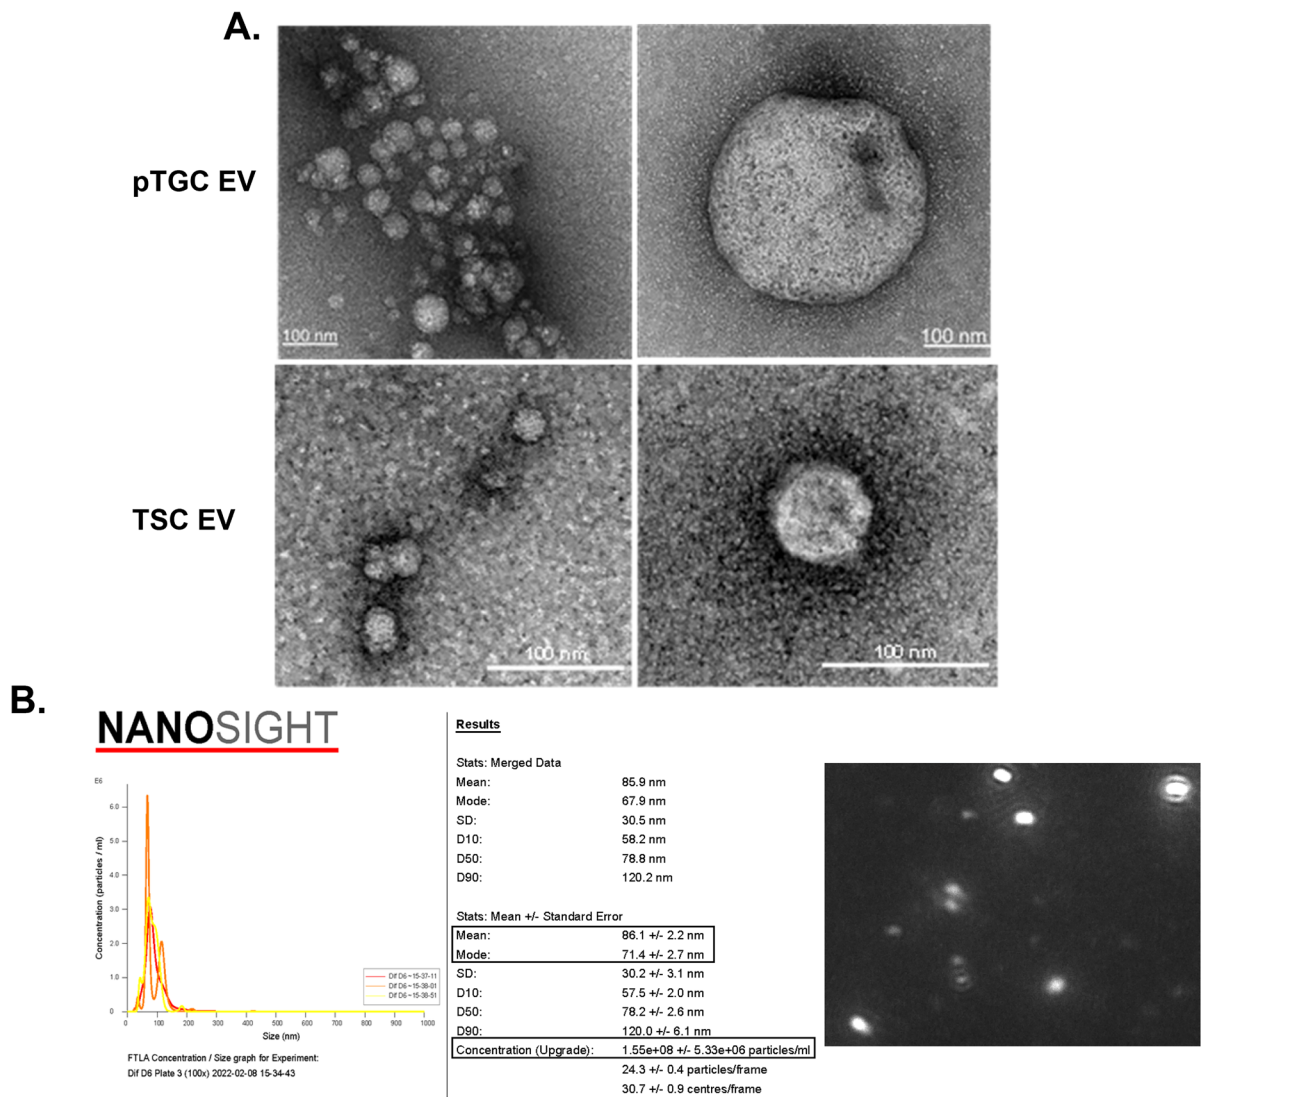 A.
pTGC EV
100 nm
100 nm
TSC EV
100 nm
100 nm
B.
NANOSIGHT
E6
Concentration (particles / ml)
6.0
5.0
4.0
3.0
2.0
1.0
0
0 100 200 300 400 500 600 700 800 900 1000
Size (nm)
Dif D6~15-37-11
Dif D6~15-38-01
Dif D6~15-38-51
FTLA Concentration / Size graph for Experiment:
Dif D6 Plate 3 (100x) 2022-02-08 15-34-43
Results
Stats: Merged Data
Mean: 85.9 nm
Mode: 67.9 nm
SD: 30.5 nm
D10: 58.2 nm
D50: 78.8 nm
D90: 120.2 nm
Stats: Mean +/- Standard Error
Mean: 86.1 +/- 2.2 nm
Mode: 71.4 +/- 2.7 nm
SD: 30.2 +/- 3.1 nm
D10: 57.5 +/- 2.0 nm
D50: 78.2 +/- 2.6 nm
D90: 120.0 +/- 6.1 nm
Concentration (Upgrade): 1.55e+08 +/- 5.33e+06 particles/ml
24.3 +/- 0.4 particles/frame
30.7 +/- 0.9 centres/frame